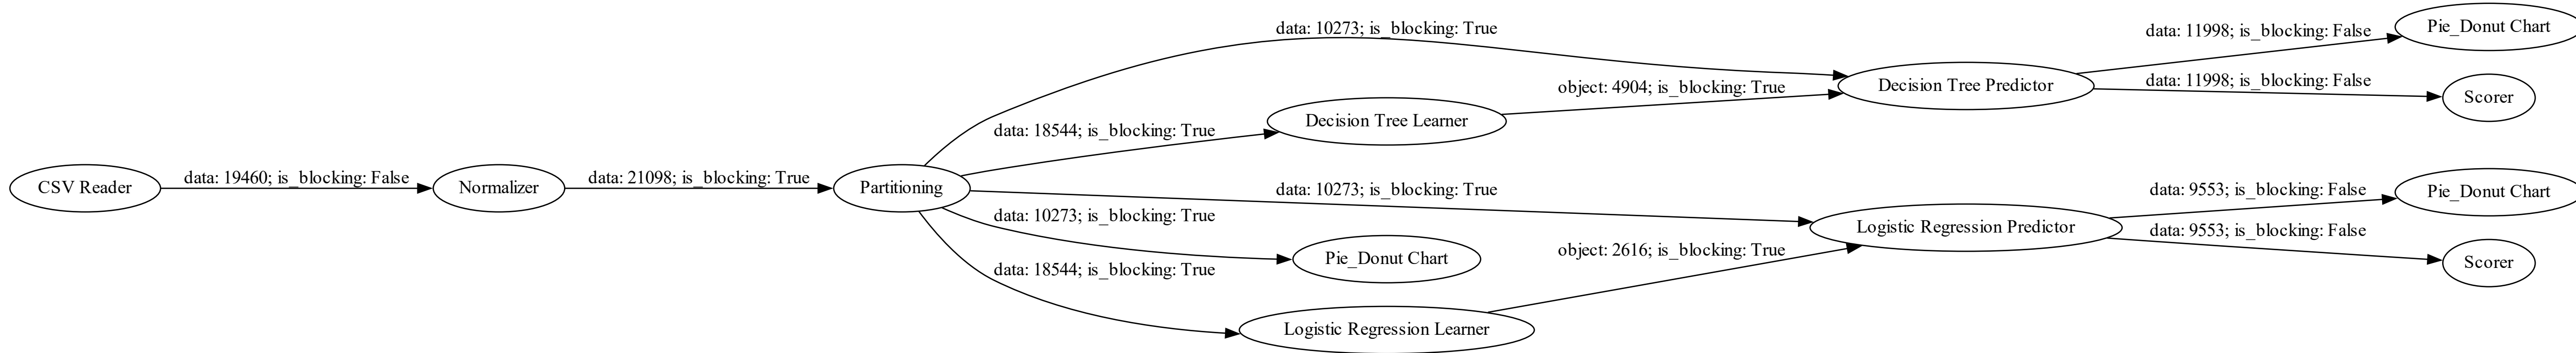 CSV Reader
data: 19460; is_blocking: False
Normalizer
data: 21098; is_blocking: True
Partitioning
data: 10273; is_blocking: True
data: 18544; is_blocking: True
Decision Tree Learner
object: 4904; is_blocking: True
Decision Tree Predictor
data: 11998; is_blocking: False
Pie_Donut Chart
data: 11998; is_blocking: False
Scorer
data: 10273; is_blocking: True
data: 10273; is_blocking: True
Pie_Donut Chart
data: 18544; is_blocking: True
Logistic Regression Learner
object: 2616; is_blocking: True
Logistic Regression Predictor
data: 9553; is_blocking: False
Pie_Donut Chart
data: 9553; is_blocking: False
Scorer